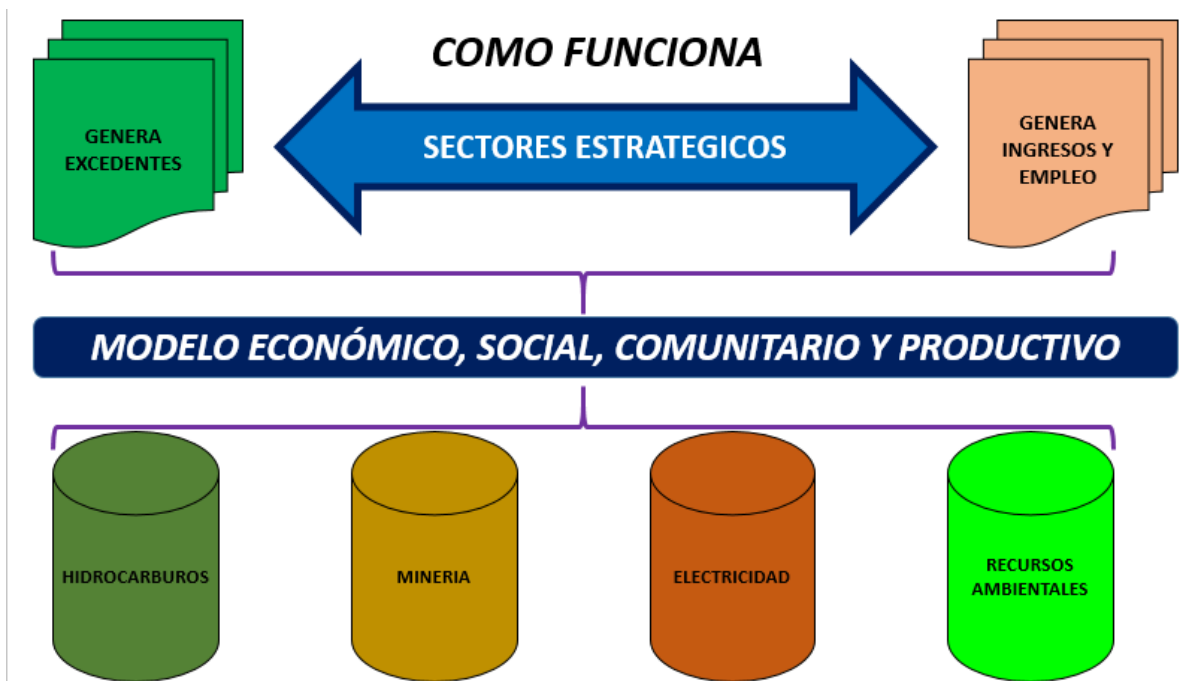 COMO FUNCIONA
GENERA
EXCEDENTES
SECTORES ESTRATEGICOS
GENERA
INGRESOS Y
EMPLEO
MODELO ECONÓMICO, SOCIAL, COMUNITARIO Y PRODUCTIVO
HIDROCARBUROS
MINERIA
ELECTRICIDAD
RECURSOS
AMBIENTALES